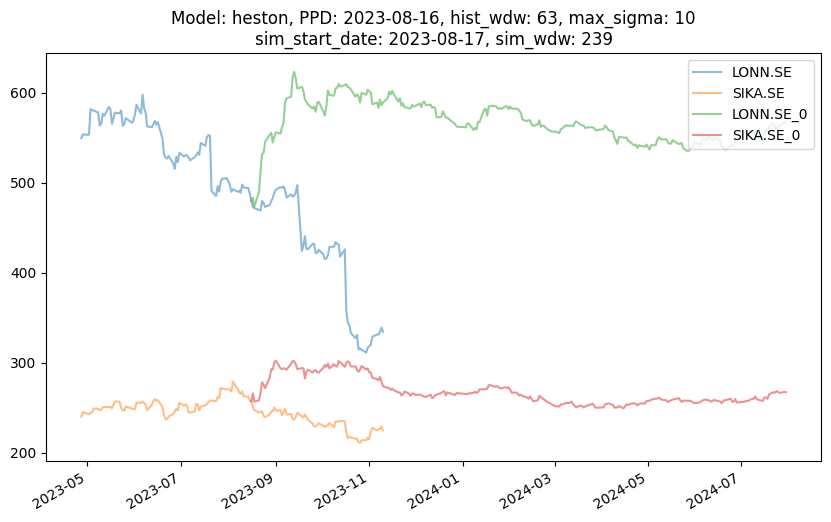 Model: heston, PPD: 2023-08-16, hist_wdw: 63, max_sigma: 10
sim_start_date: 2023-08-17, sim_wdw: 239
LONN.SE
SIKA.SE
LONN.SE_0
SIKA.SE_0
600
500
400
300
200
2023-05
2023-07
2023-09
2023-11
2024-01
2024-03
2024-05
2024-07